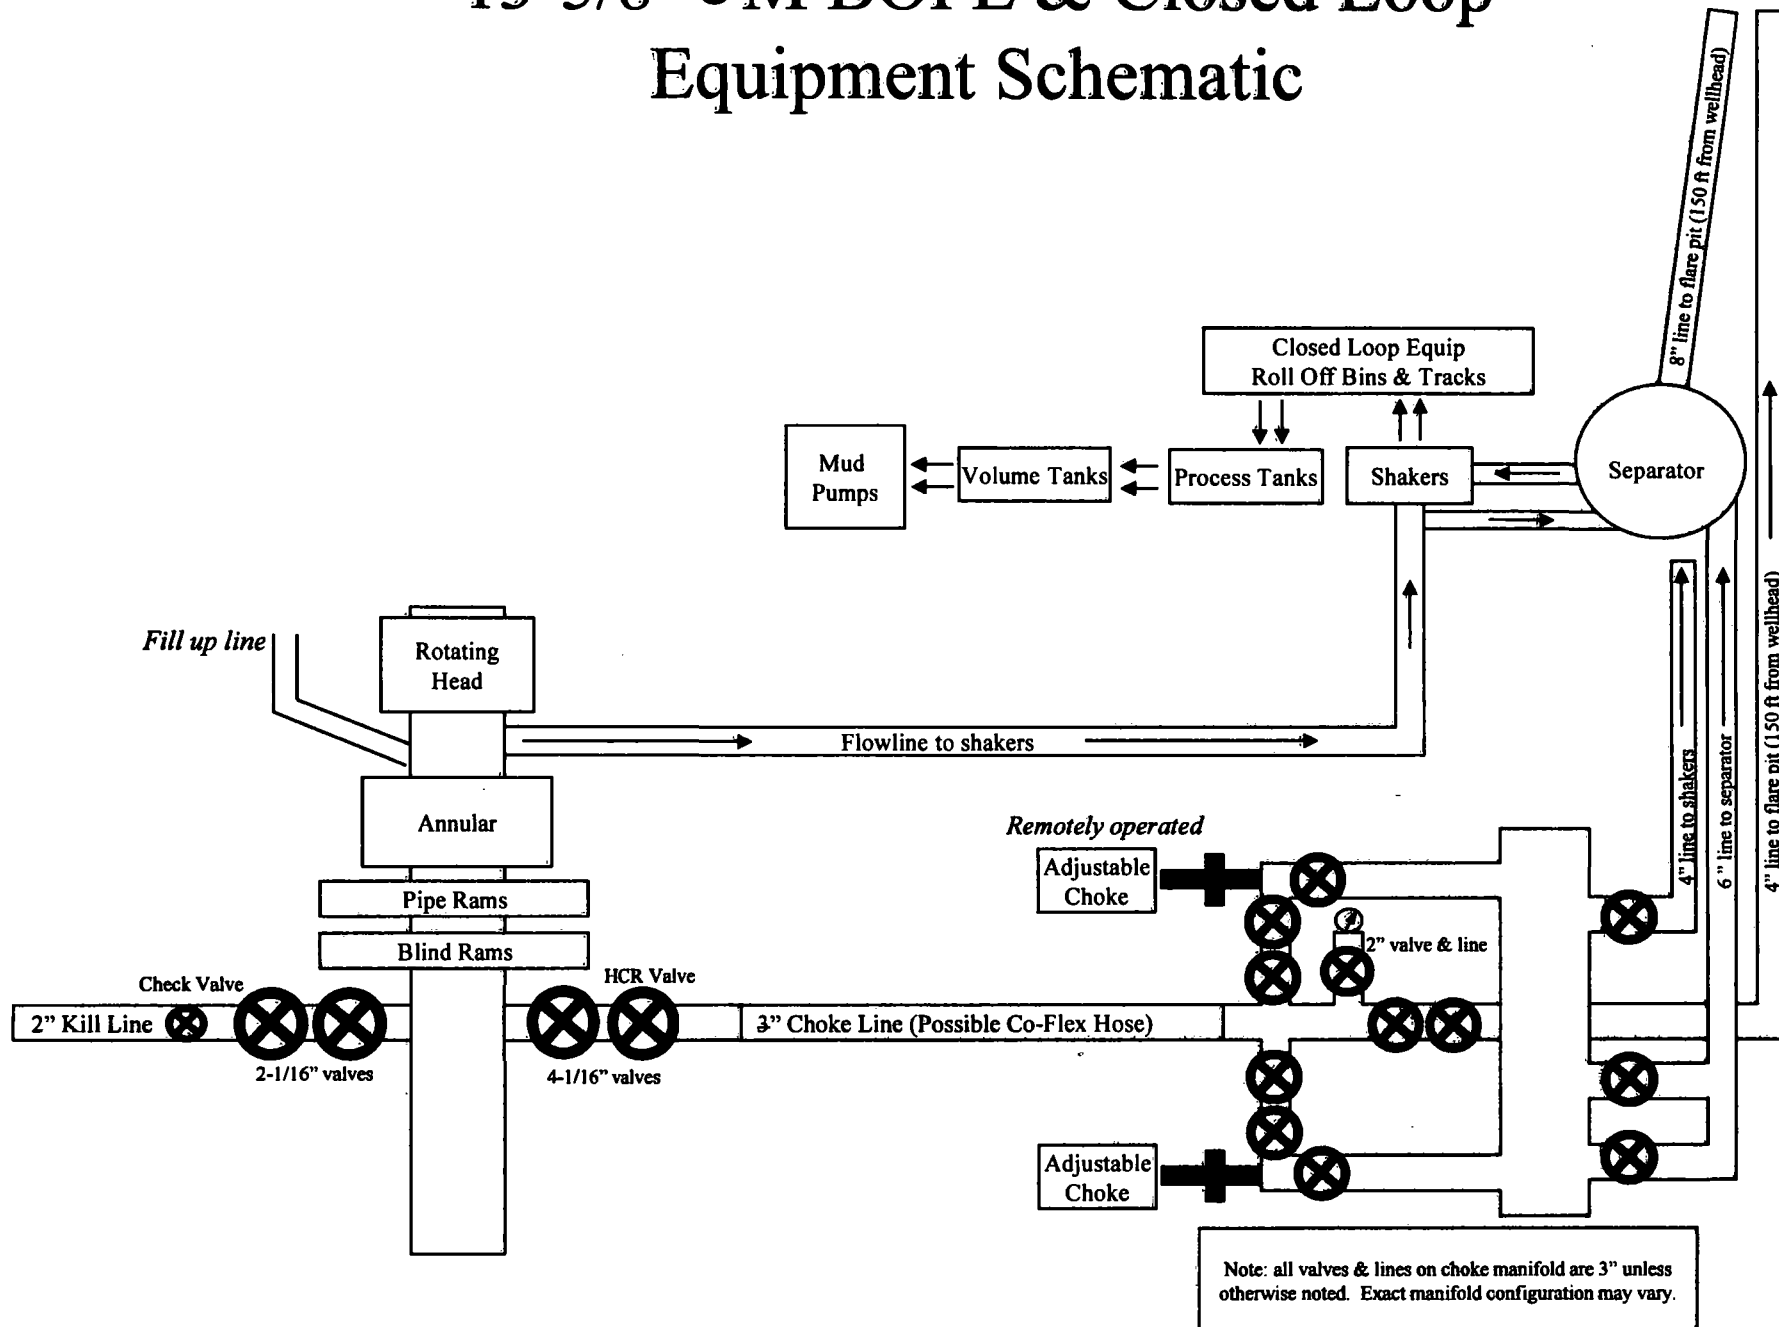 Equipment Schematic
8” line to flare pit (150 ft from wellhead)
Closed Loop Equip
Roll Off Bins & Tracks
Mud
Pumps
Volume Tanks
Process Tanks
Shakers
Separator
Fill up line
Rotating
Head
Flowline to shakers
4” line to shakers
6” line to separator
4” line to flare pit (150 ft from wellhead)
Annular
Remotely operated
Adjustable
Choke
Pipe Rams
Blind Rams
2” valve & line
Check Valve
HCR Valve
2” Kill Line
3” Choke Line (Possible Co-Flex Hose)
2-1/16” valves
4-1/16” valves
Adjustable
Choke
Note: all valves & lines on choke manifold are 3” unless
otherwise noted. Exact manifold configuration may vary.